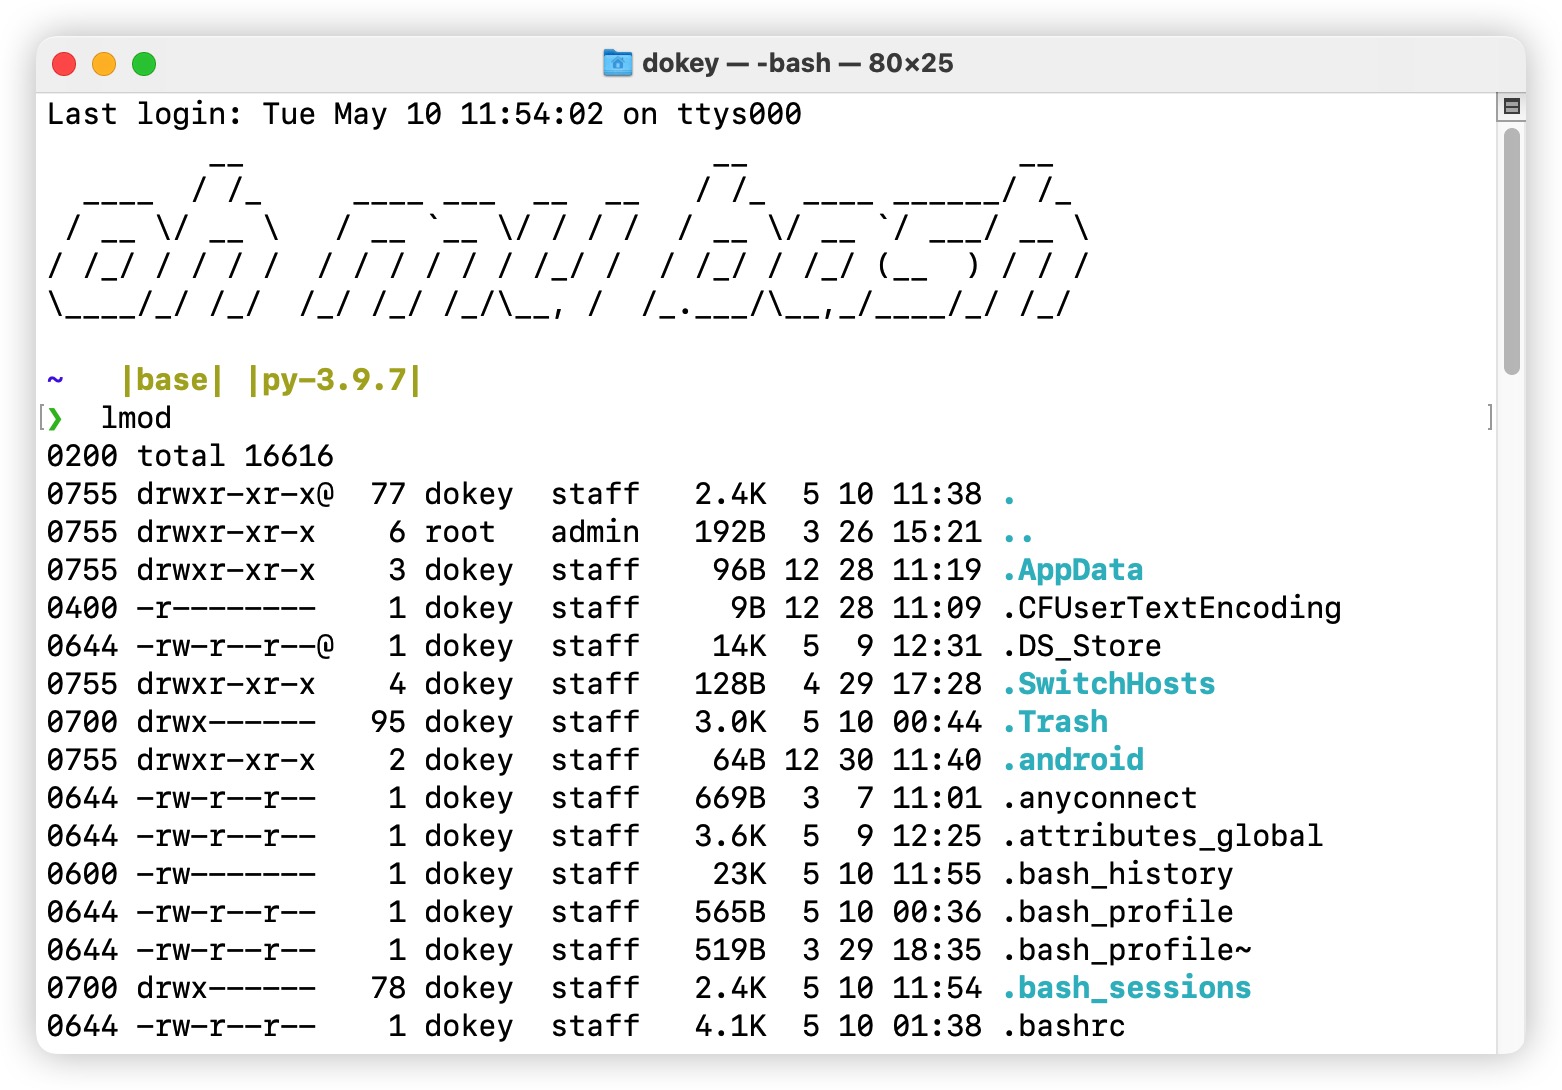 dokey — -bash — 80×25
Last login: Tue May 10 11:54:02 on ttys000
         __                          __               __
  ____  / /_     ____ ___  __  __   / /_  ____ ______/ /_
 / __ \/ __ \   / __ `__ \/ / / /  / __ \/ __ `/ ___/ __ \
/ /_/ / / / /  / / / / / / /_/ /  / /_/ / /_/ (__  ) / / /
\____/_/ /_/  /_/ /_/ /_/\__, /  /_.___/\__,_/____/_/ /_/
~   |base| |py-3.9.7|
❯  lmod
0200 total 16616
0755 drwxr-xr-x@  77 dokey  staff   2.4K  5 10 11:38 .
0755 drwxr-xr-x    6 root   admin   192B  3 26 15:21 ..
0755 drwxr-xr-x    3 dokey  staff    96B 12 28 11:19 .AppData
0400 -r--------    1 dokey  staff     9B 12 28 11:09 .CFUserTextEncoding
0644 -rw-r--r--@   1 dokey  staff    14K  5  9 12:31 .DS_Store
0755 drwxr-xr-x    4 dokey  staff   128B  4 29 17:28 .SwitchHosts
0700 drwx------   95 dokey  staff   3.0K  5 10 00:44 .Trash
0755 drwxr-xr-x    2 dokey  staff    64B 12 30 11:40 .android
0644 -rw-r--r--    1 dokey  staff   669B  3  7 11:01 .anyconnect
0644 -rw-r--r--    1 dokey  staff   3.6K  5  9 12:25 .attributes_global
0600 -rw-------    1 dokey  staff    23K  5 10 11:55 .bash_history
0644 -rw-r--r--    1 dokey  staff   565B  5 10 00:36 .bash_profile
0644 -rw-r--r--    1 dokey  staff   519B  3 29 18:35 .bash_profile~
0700 drwx------   78 dokey  staff   2.4K  5 10 11:54 .bash_sessions
0644 -rw-r--r--    1 dokey  staff   4.1K  5 10 01:38 .bashrc